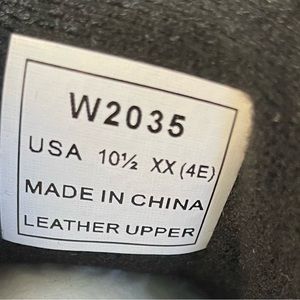 W2035
USA 10½ XX (4E)
MADE IN CHINA
LEATHER UPPER